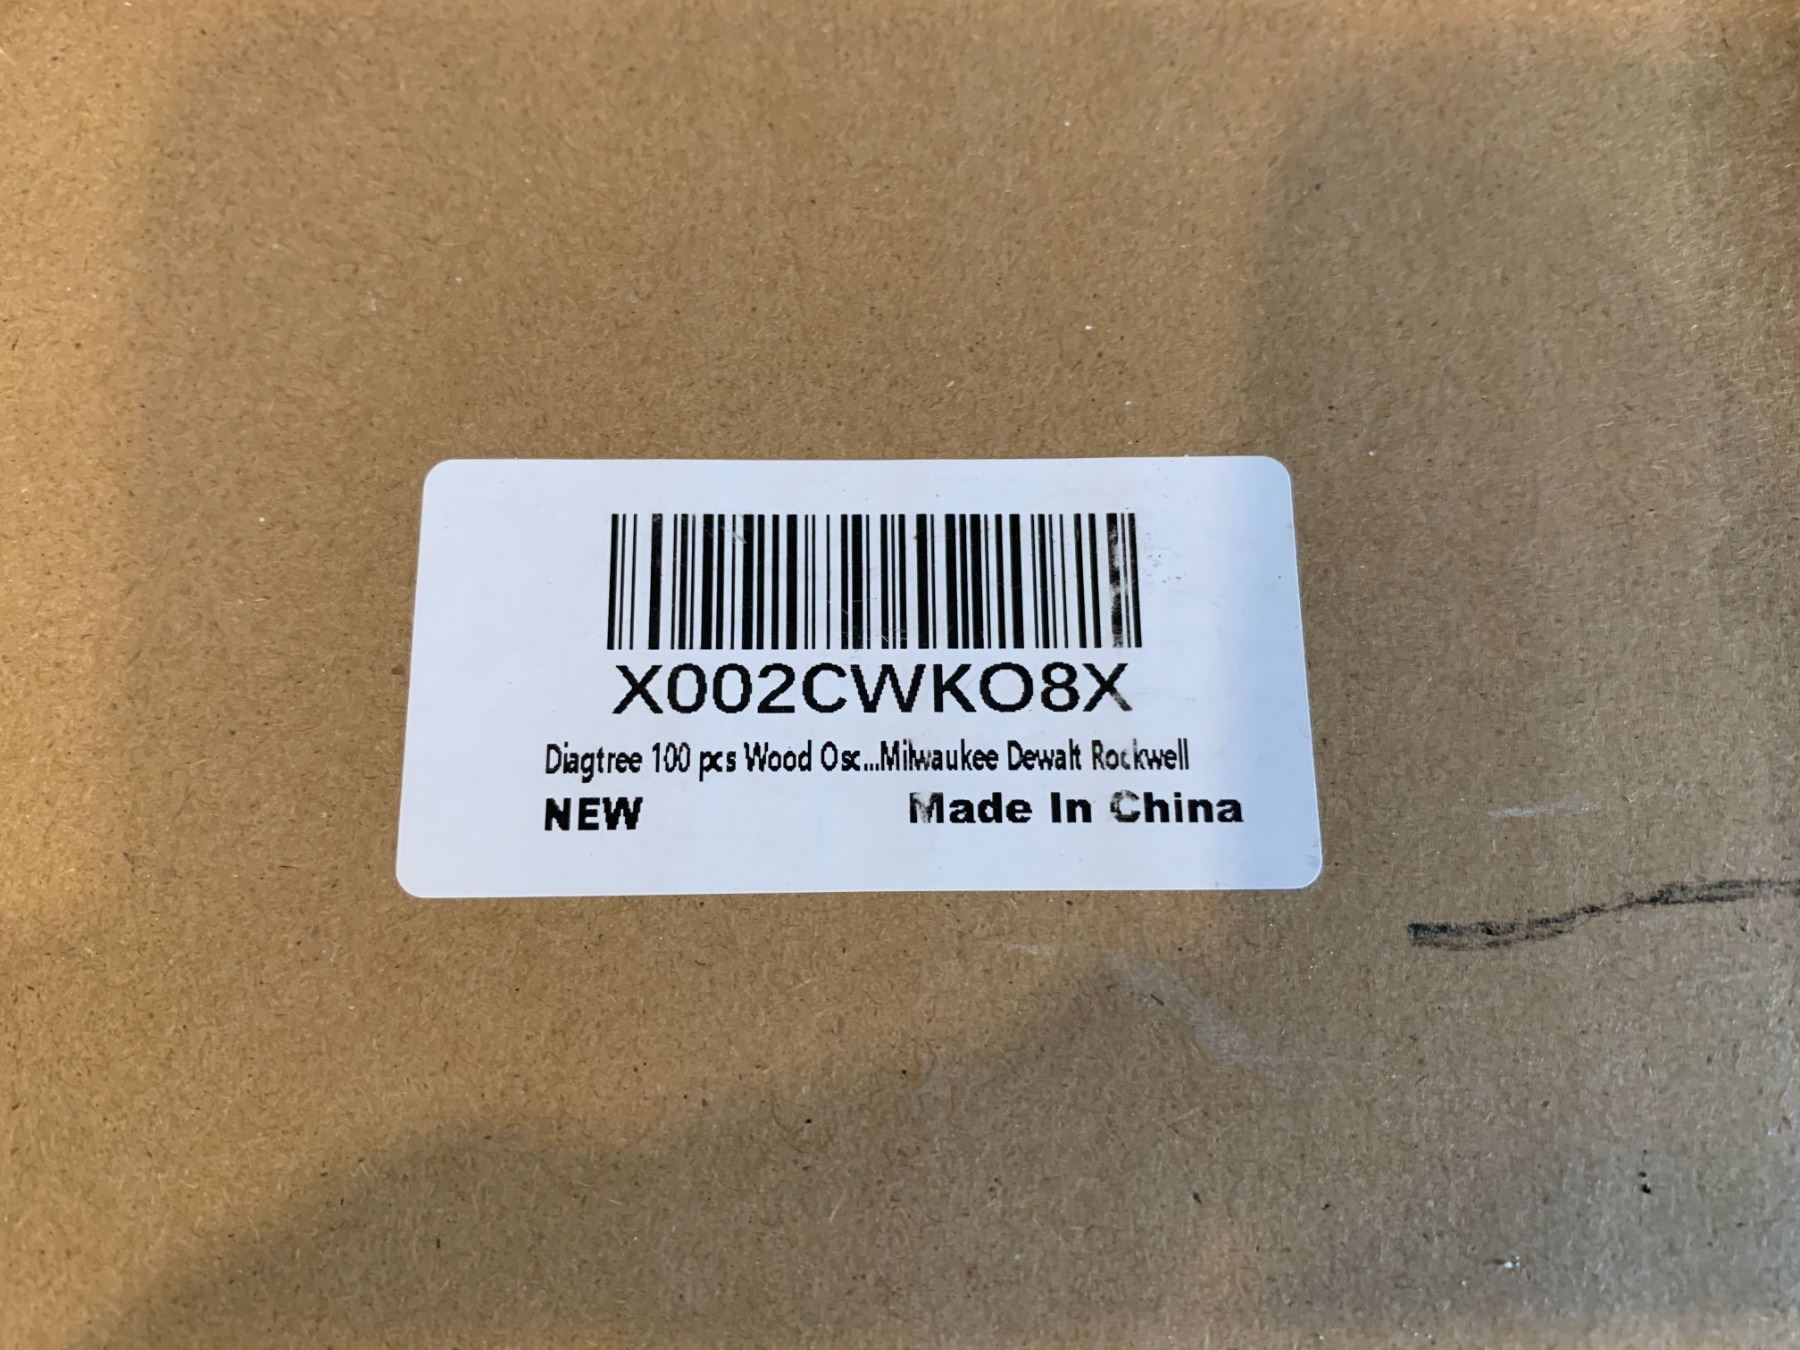 X002CWKO8X
Diagtree 100 pcs Wood Osc...Milwaukee Dewalt Rockwell
NEW Made In China